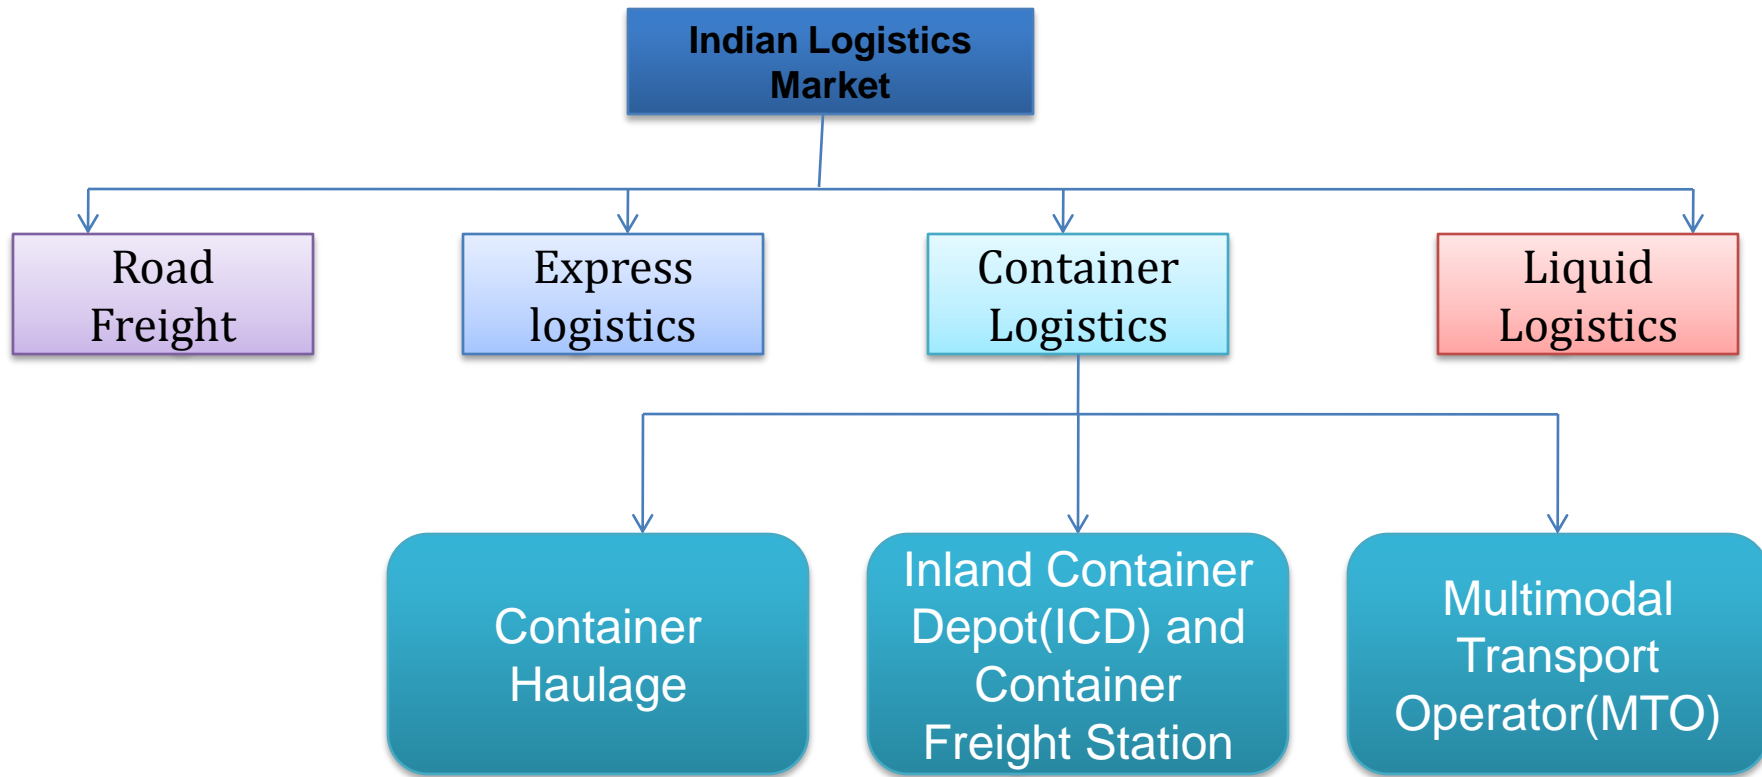 Indian Logistics
Market
Road
Freight
Express
logistics
Container
Logistics
Liquid
Logistics
Container
Haulage
Inland Container
Depot(ICD) and
Container
Freight Station
Multimodal
Transport
Operator(MTO)